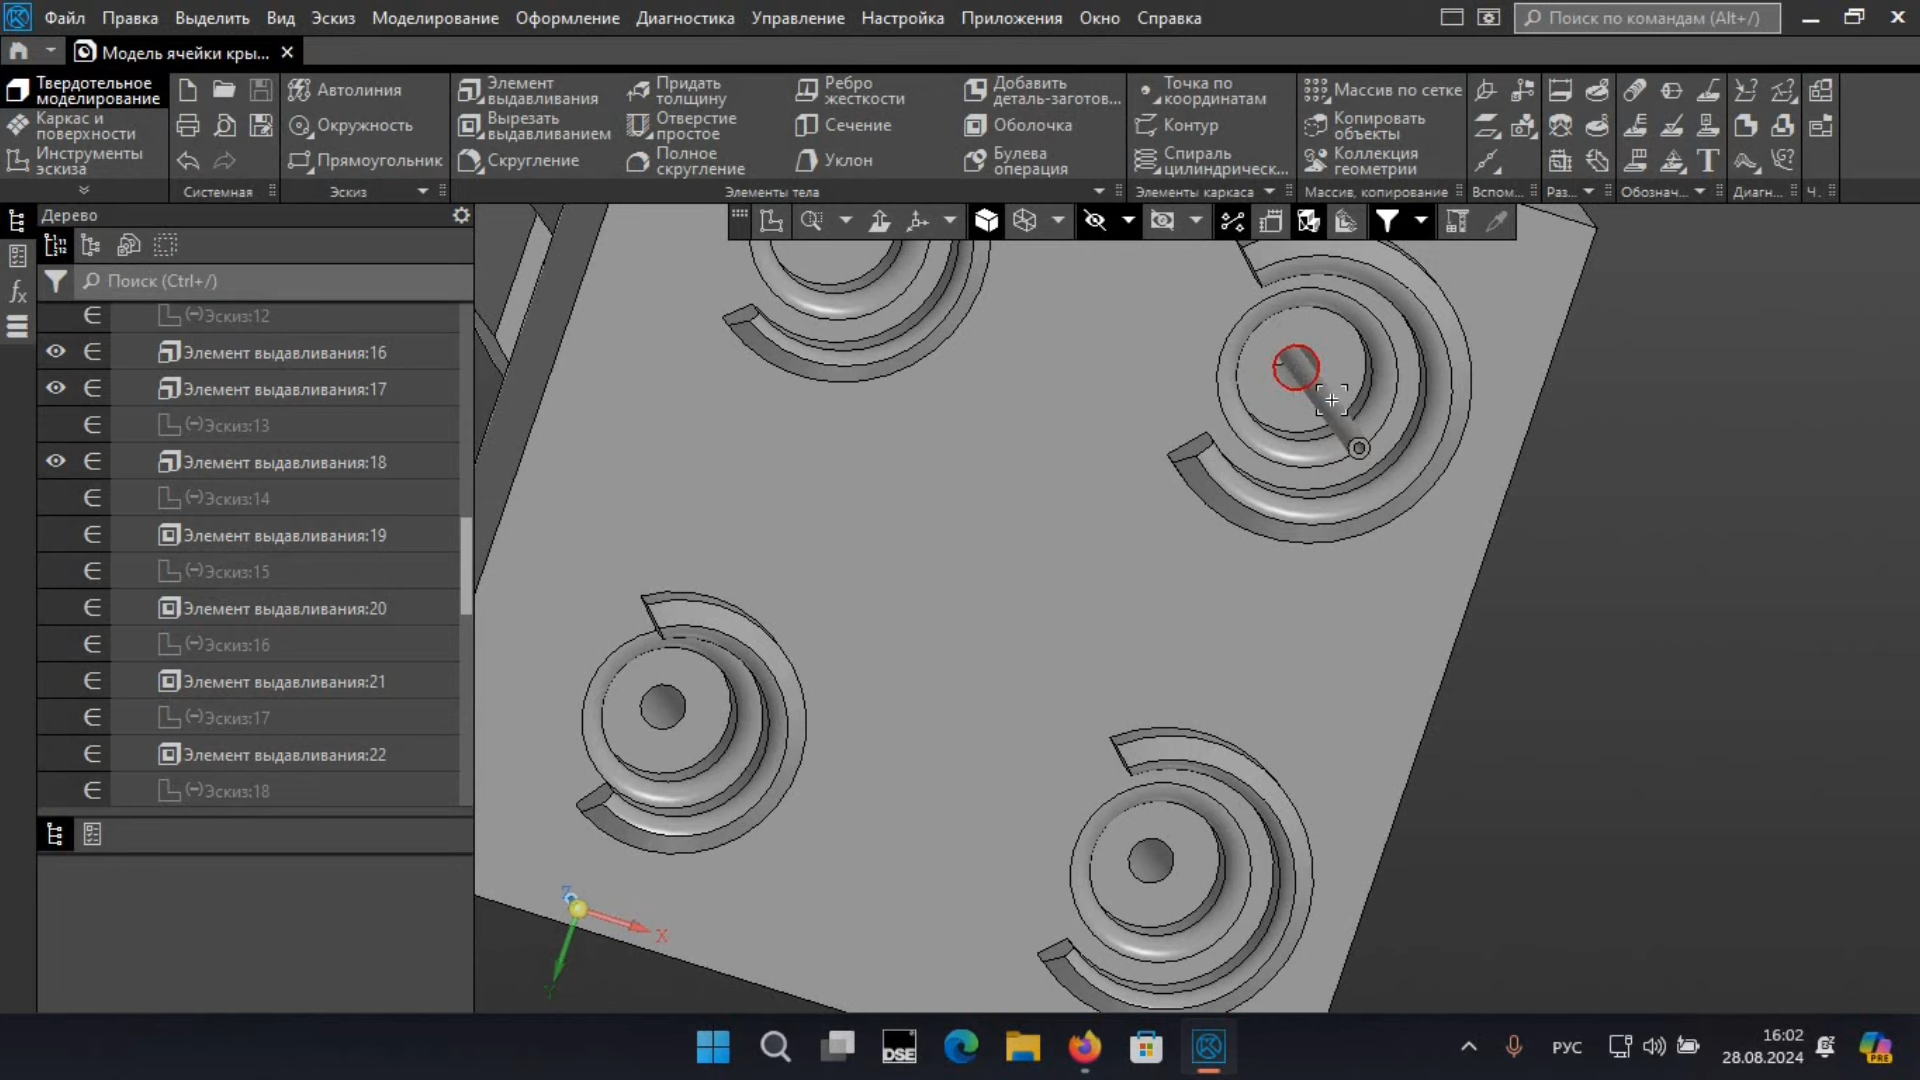 Файл Правка Выделить Вид Эскиз Моделирование Оформление Диагностика Управление Настройка Приложения Окно Справка
Поиск по командам (Alt+/)
Модель ячейки кры...
Твердотельное
моделирование
Каркас и
поверхности
Инструменты
эскиза
Системная
Автолиния
Окружность
Прямоугольник
Эскиз
Элемент
выдавливания
Вырезать
выдавливанием
Скругление
Придать
толщину
Отверстие
простое
Полное
скругление
Ребро
жесткости
Сечение
Уклон
Добавить
деталь-заготов...
Оболочка
Булева
операция
Элементы тела
Точка по
координатам
Контур
Спираль
цилиндрическ...
Элементы каркаса
Массив по сетке
Копировать
объекты
Коллекция
геометрии
Массив, копирование
Вспом...
Раз...
Обознач...
Диагн...
Ч..
Дерево
Поиск (Ctrl+/)
(−)Эскиз:12
Элемент выдавливания:16
Элемент выдавливания:17
(−)Эскиз:13
Элемент выдавливания:18
(−)Эскиз:14
Элемент выдавливания:19
(−)Эскиз:15
Элемент выдавливания:20
(−)Эскиз:16
Элемент выдавливания:21
(−)Эскиз:17
Элемент выдавливания:22
(−)Эскиз:18
Z
X
Y
DSE
РУС
16:02
28.08.2024
PRE